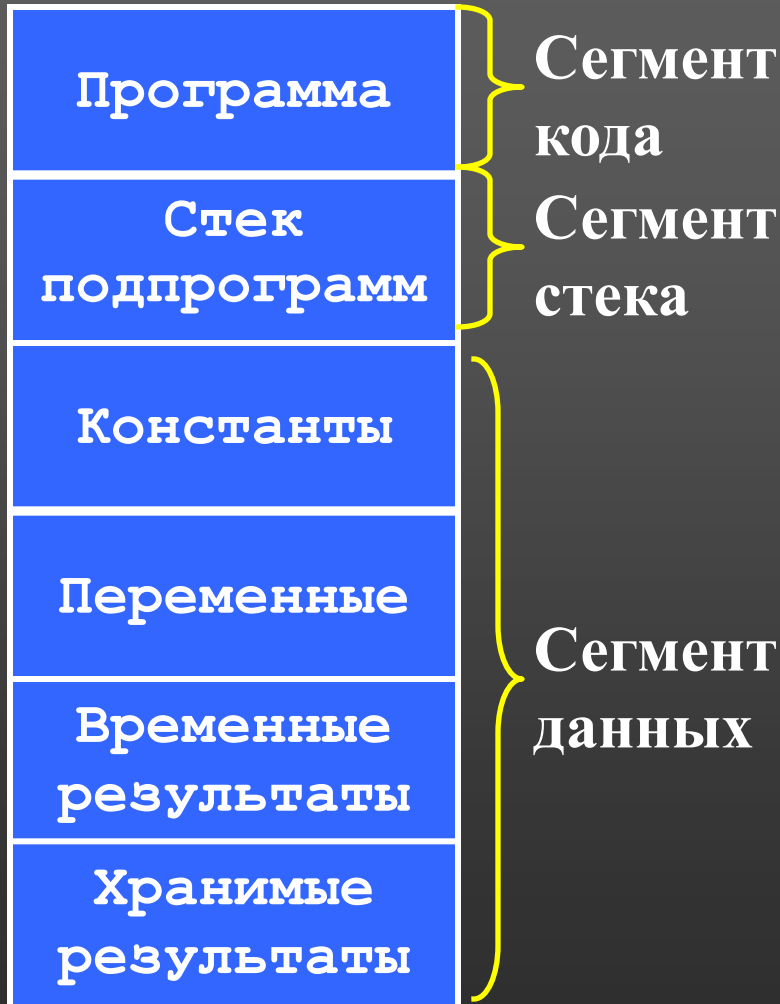 Программа
Сегмент
кода
Стек
подпрограмм
Сегмент
стека
Константы
Переменные
Временные
результаты
Хранимые
результаты
Сегмент
данных